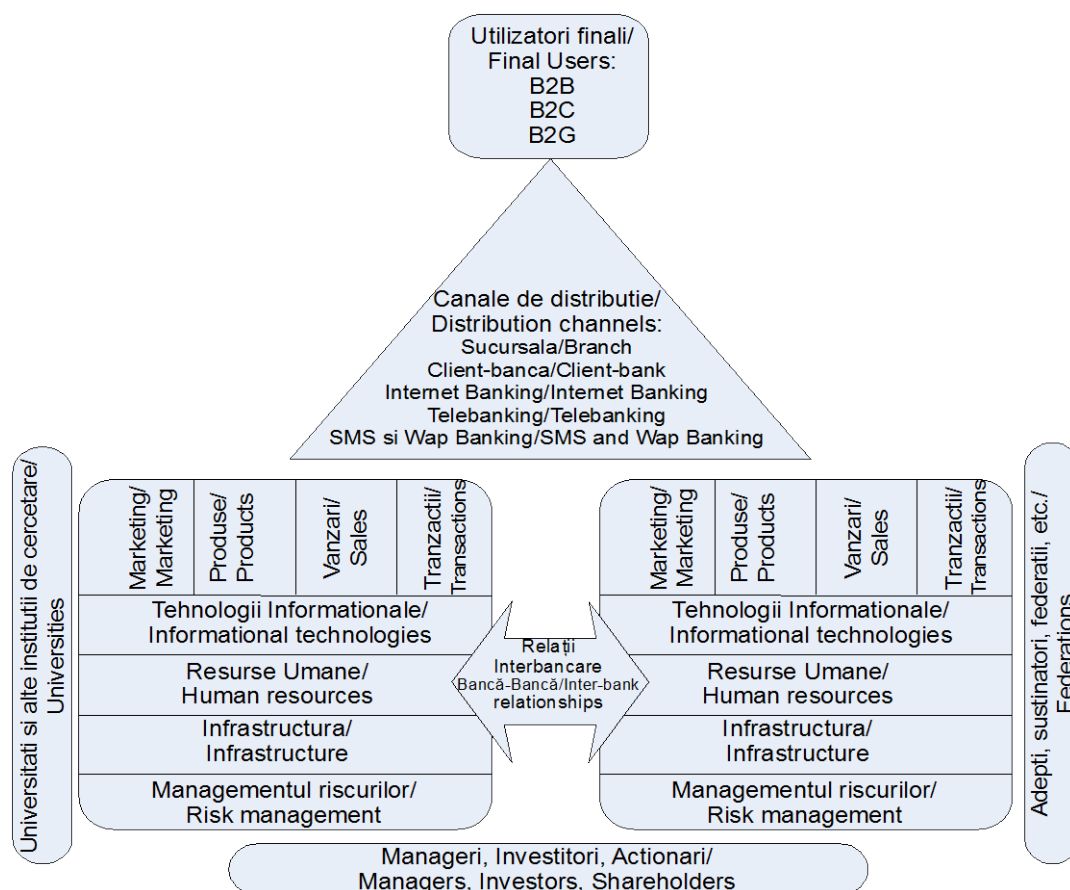 Utilizatori finali/
Final Users:
B2B
B2C
B2G
Canale de distributie/
Distribution channels:
Sucursala/Branch
Client-banca/Client-bank
Internet Banking/Internet Banking
Telebanking/Telebanking
SMS si Wap Banking/SMS and Wap Banking
Universitati si alte institutii de cercetare/
Universities
Marketing/
Marketing
Produse/
Products
Vanzari/
Sales
Tranzactii/
Transactions
Tehnologii Informationale/
Informational technologies
Resurse Umane/
Human resources
Infrastructura/
Infrastructure
Managementul riscurilor/
Risk management
Relații
Interbancare
Bancă-Bancă/Inter-bank
relationships
Marketing/
Marketing
Produse/
Products
Vanzari/
Sales
Tranzactii/
Transactions
Tehnologii Informationale/
Informational technologies
Resurse Umane/
Human resources
Infrastructura/
Infrastructure
Managementul riscurilor/
Risk management
Adepti, sustinatori, federatii, etc./
Federations
Manageri, Investitori, Actionari/
Managers, Investors, Shareholders